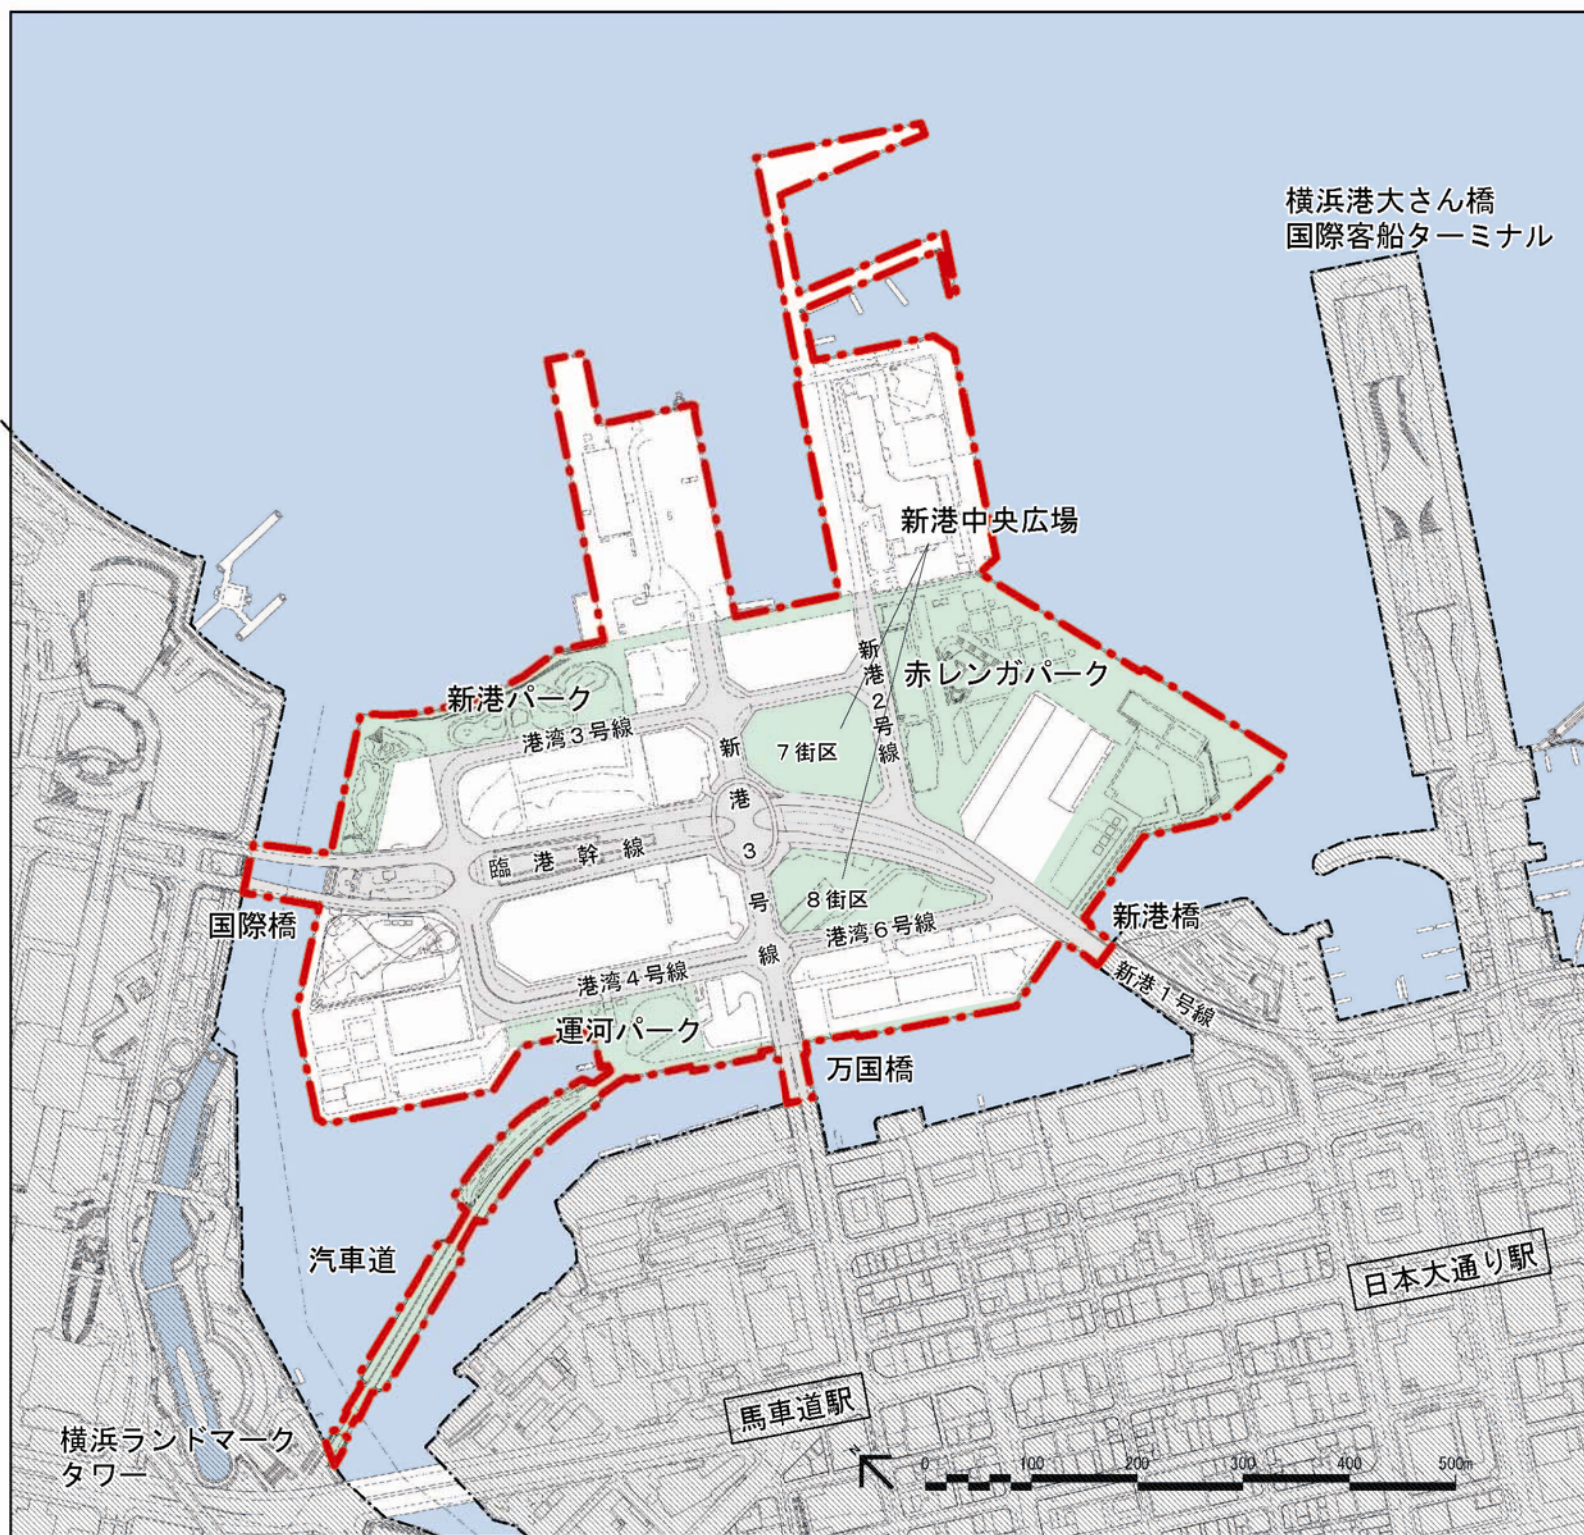 横浜港大さん橋
国際客船ターミナル
新港中央広場
新港2号線
赤レンガパーク
新港パーク
港湾3号線
7街区
新港3号線
臨港幹線
8街区
国際橋
港湾6号線
新港橋
港湾4号線
新港1号線
運河パーク
万国橋
汽車道
日本大通り駅
馬車道駅
横浜ランドマーク
タワー
N
0 100 200 300 400 500m